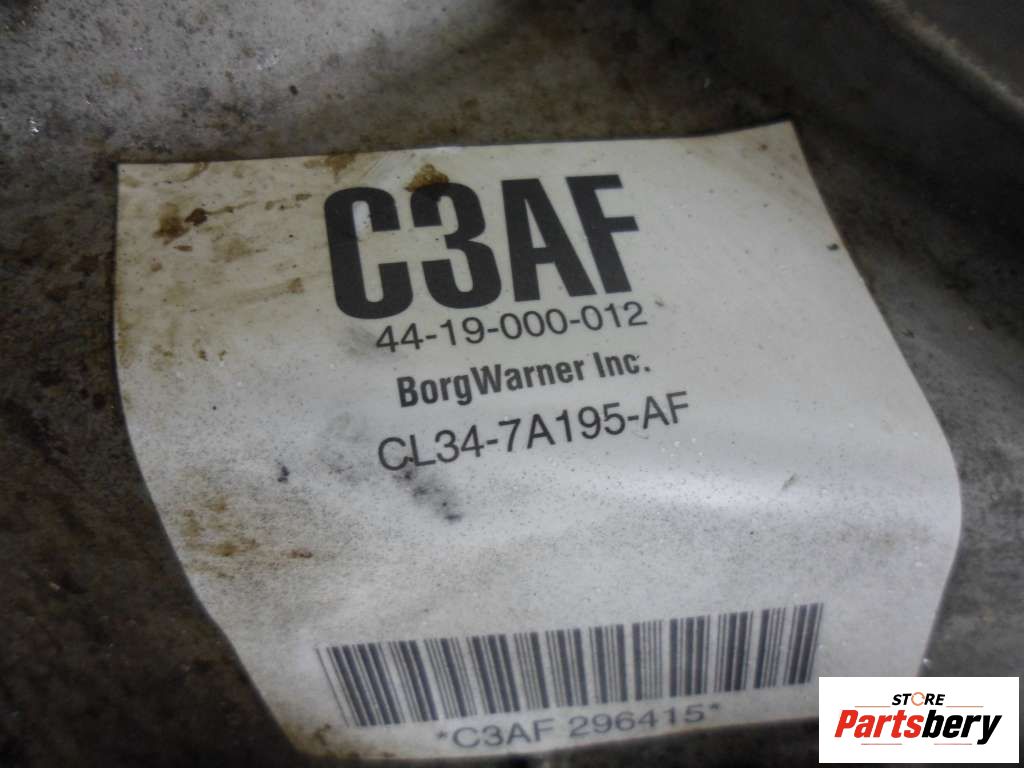 C3AF
44-19-000-012
BorgWarner Inc.
CL34-7A195-AF
*C3AF 296415*
STORE
Partsbery